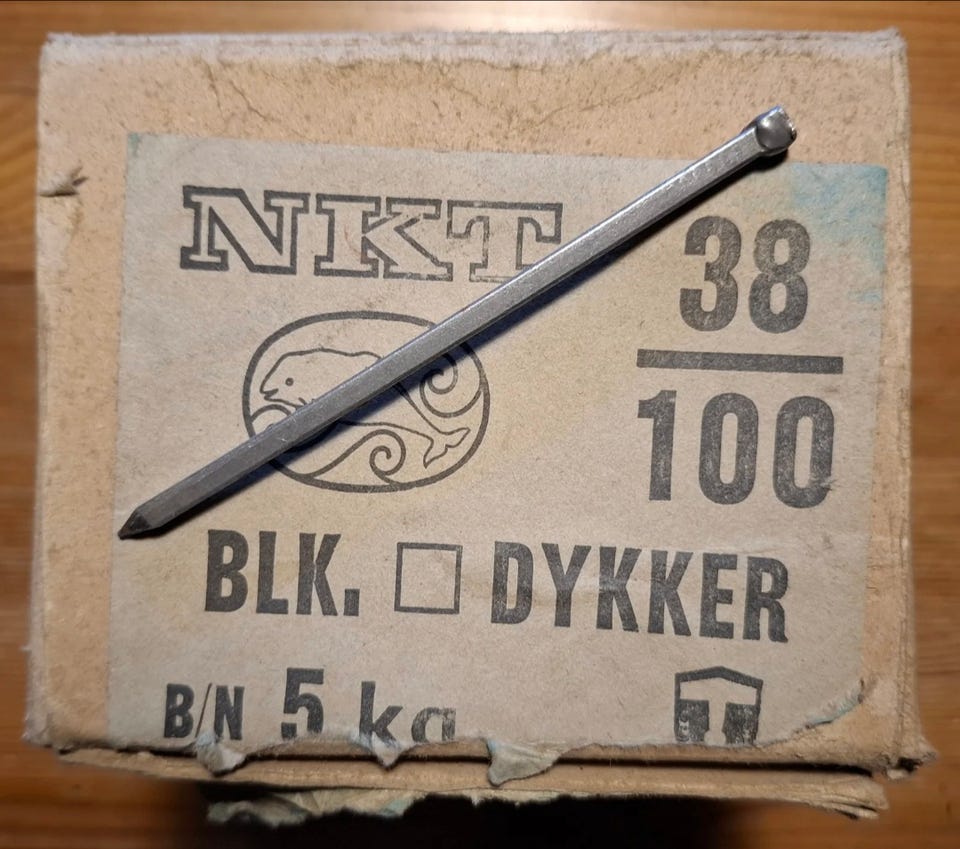 NKT
38
100
BLK. □ DYKKER
B/N 5 kg